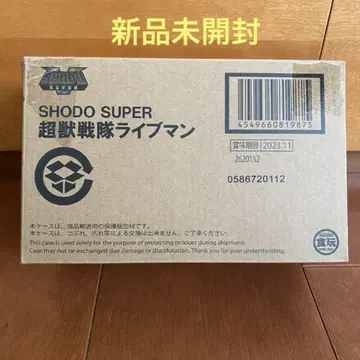 新品未開封
SHODO
SHODO SUPER
超獣戦隊ライブマン
4549660819875
賞味期限 2023.11
2620152
0586720112
本ケースは、商品輸送用の保護梱包材です。
本ケースは、つぶれ、汚れ等による交換は出来ません。ご了承ください。
This case is used solely for the purpose of protecting product during shipment.
Case may not be exchanged due damage or discoloration. Thank you for your understanding.
食玩